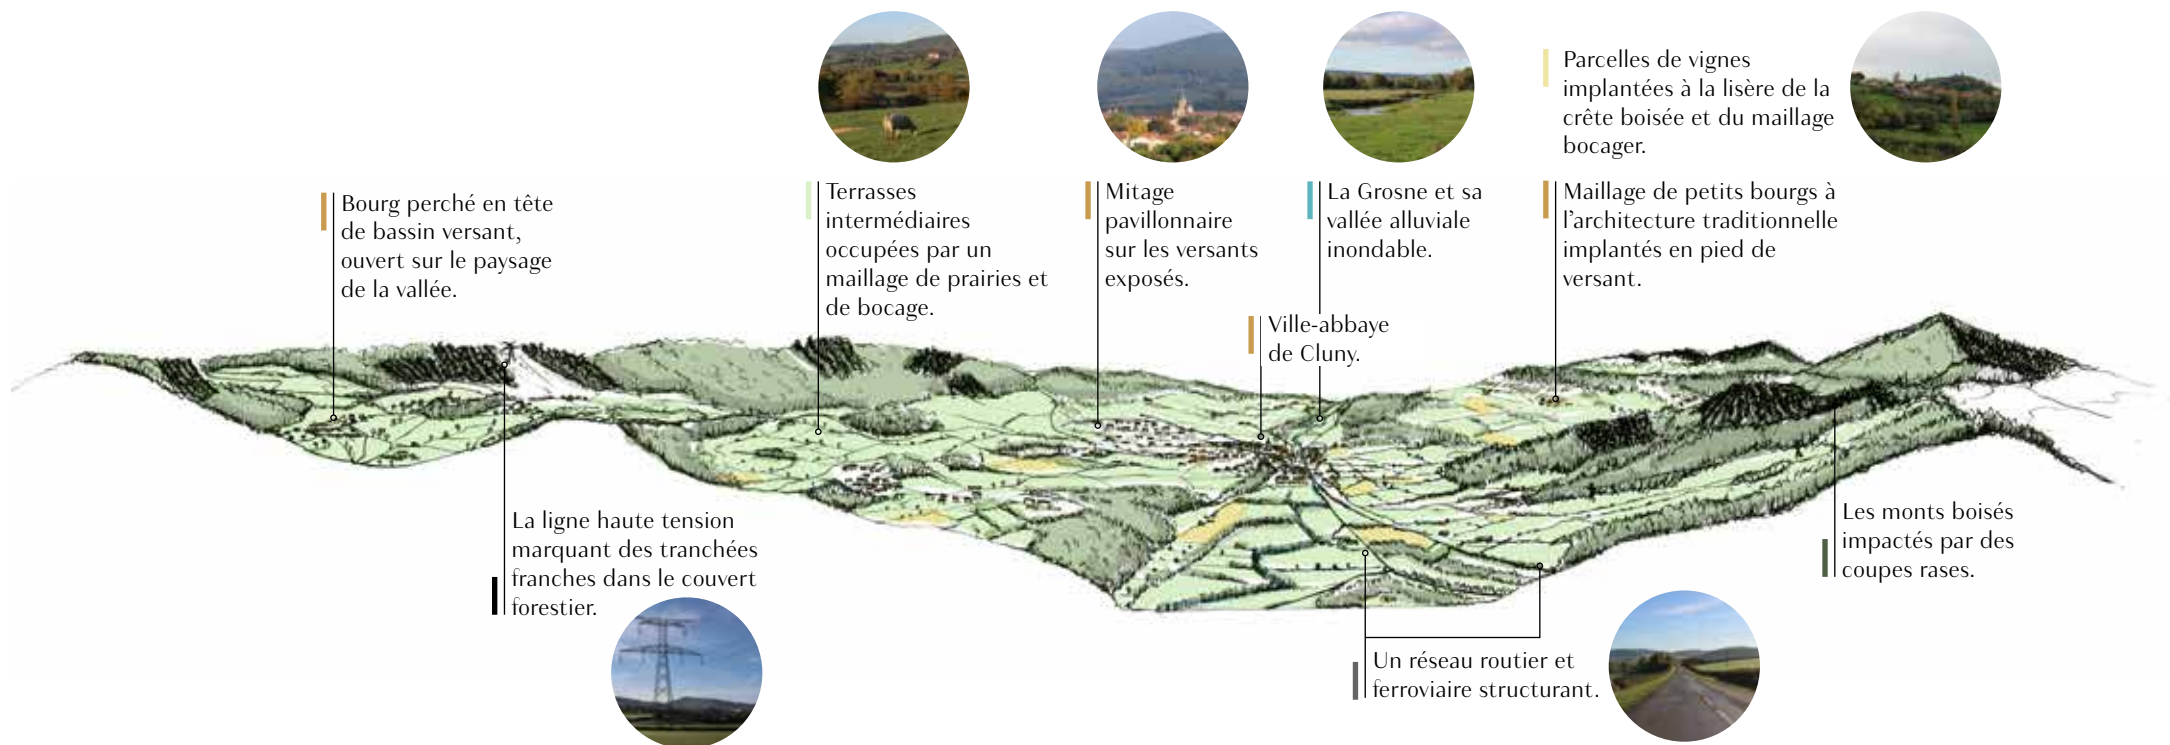 Parcelles de vignes
implantées à la lisère de la
crête boisée et du maillage
bocager.
Bourg perché en tête
de bassin versant,
ouvert sur le paysage
de la vallée.
Terrasses
intermédiaires
occupées par un
maillage de prairies et
de bocage.
Mitage
pavillonnaire
sur les versants
exposés.
La Grosne et sa
vallée alluviale
inondable.
Maillage de petits bourgs à
l’architecture traditionnelle
implantés en pied de
versant.
Ville-abbaye
de Cluny.
La ligne haute tension
marquant des tranchées
franches dans le couvert
forestier.
Les monts boisés
impactés par des
coupes rases.
Un réseau routier et
ferroviaire structurant.